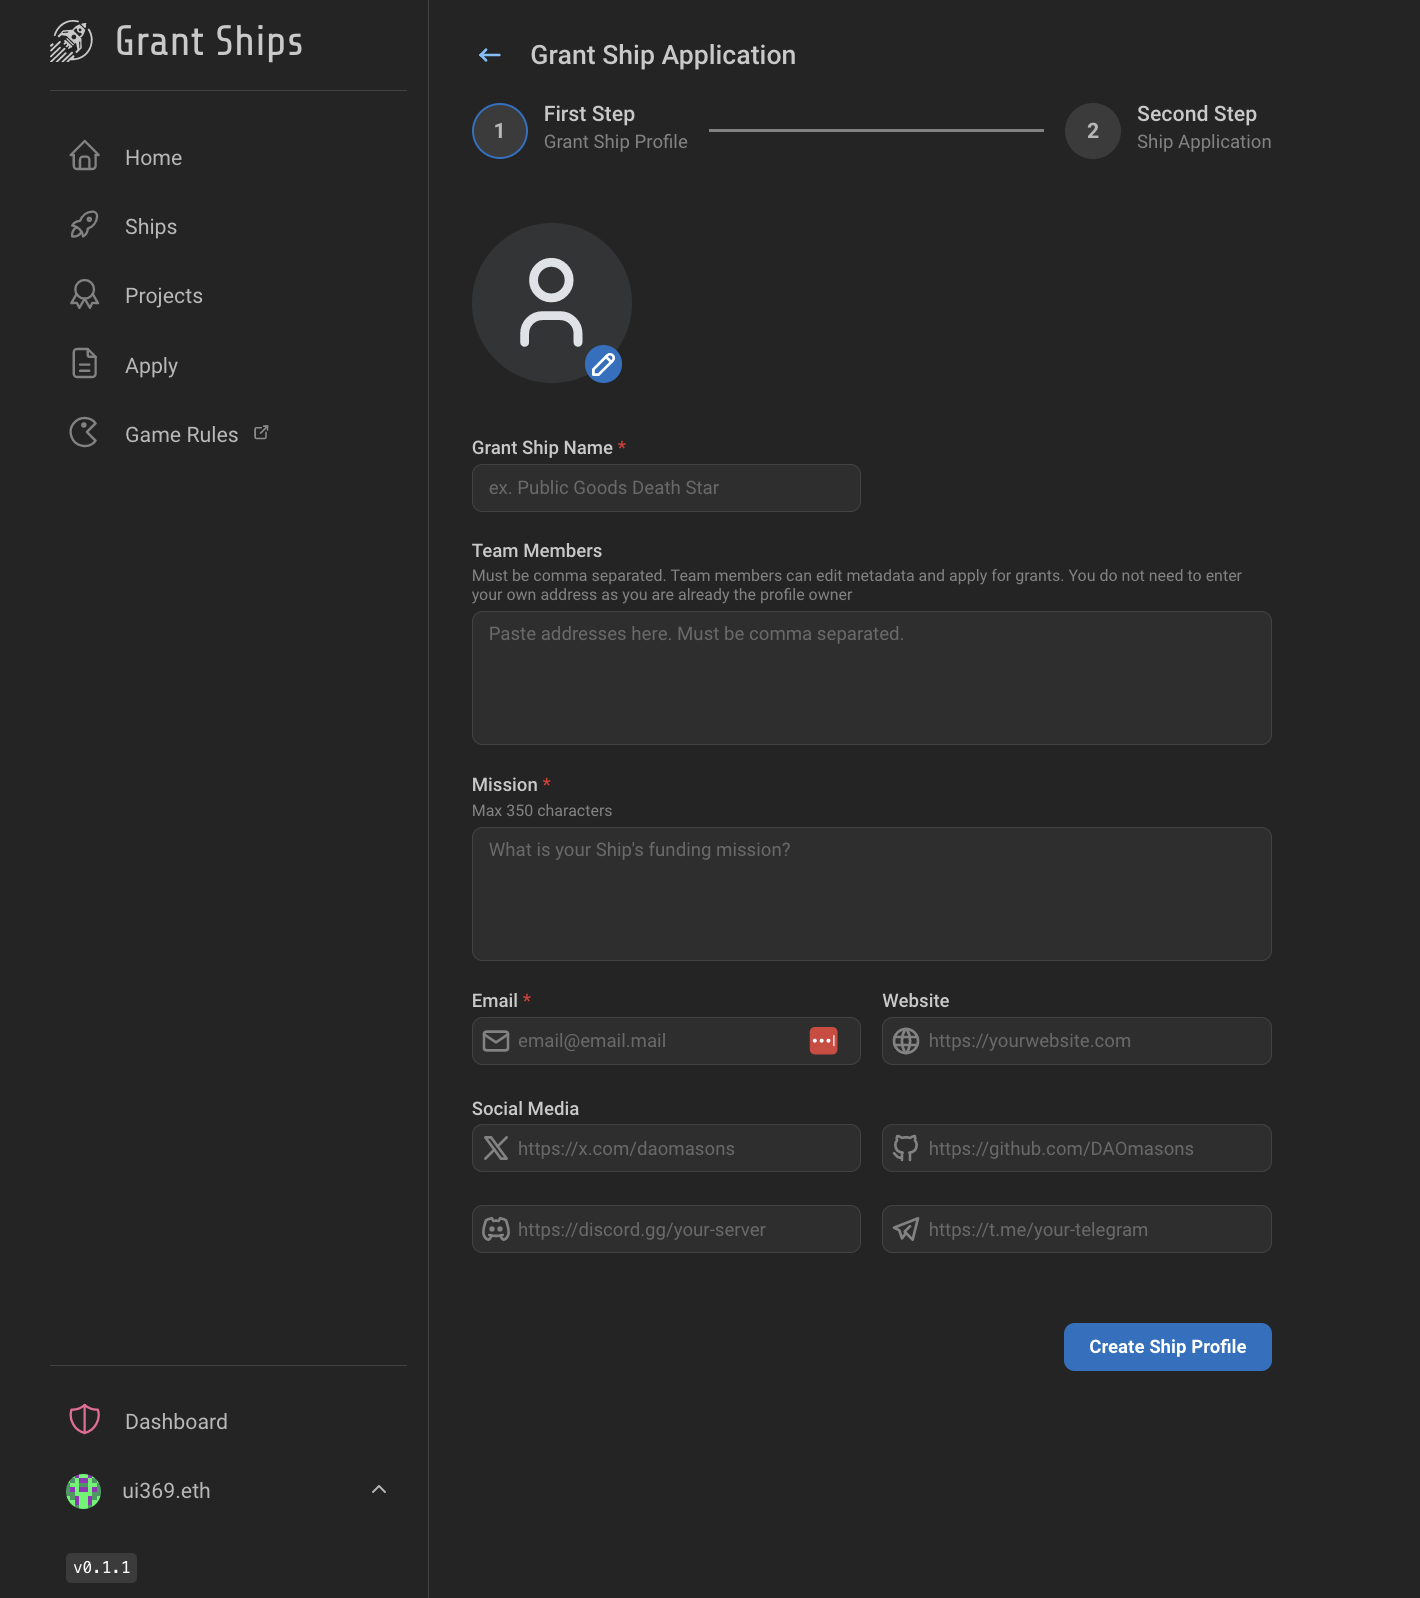 Grant Ships
Home
Ships
Projects
Apply
Game Rules
Dashboard
ui369.eth
v0.1.1
Grant Ship Application
1
First Step
Grant Ship Profile
2
Second Step
Ship Application
Grant Ship Name *
ex. Public Goods Death Star
Team Members
Must be comma separated. Team members can edit metadata and apply for grants. You do not need to enter
your own address as you are already the profile owner
Paste addresses here. Must be comma separated.
Mission *
Max 350 characters
What is your Ship's funding mission?
Email *
email@email.mail
Website
https://yourwebsite.com
Social Media
https://x.com/daomasons
https://github.com/DAOmasons
https://discord.gg/your-server
https://t.me/your-telegram
Create Ship Profile